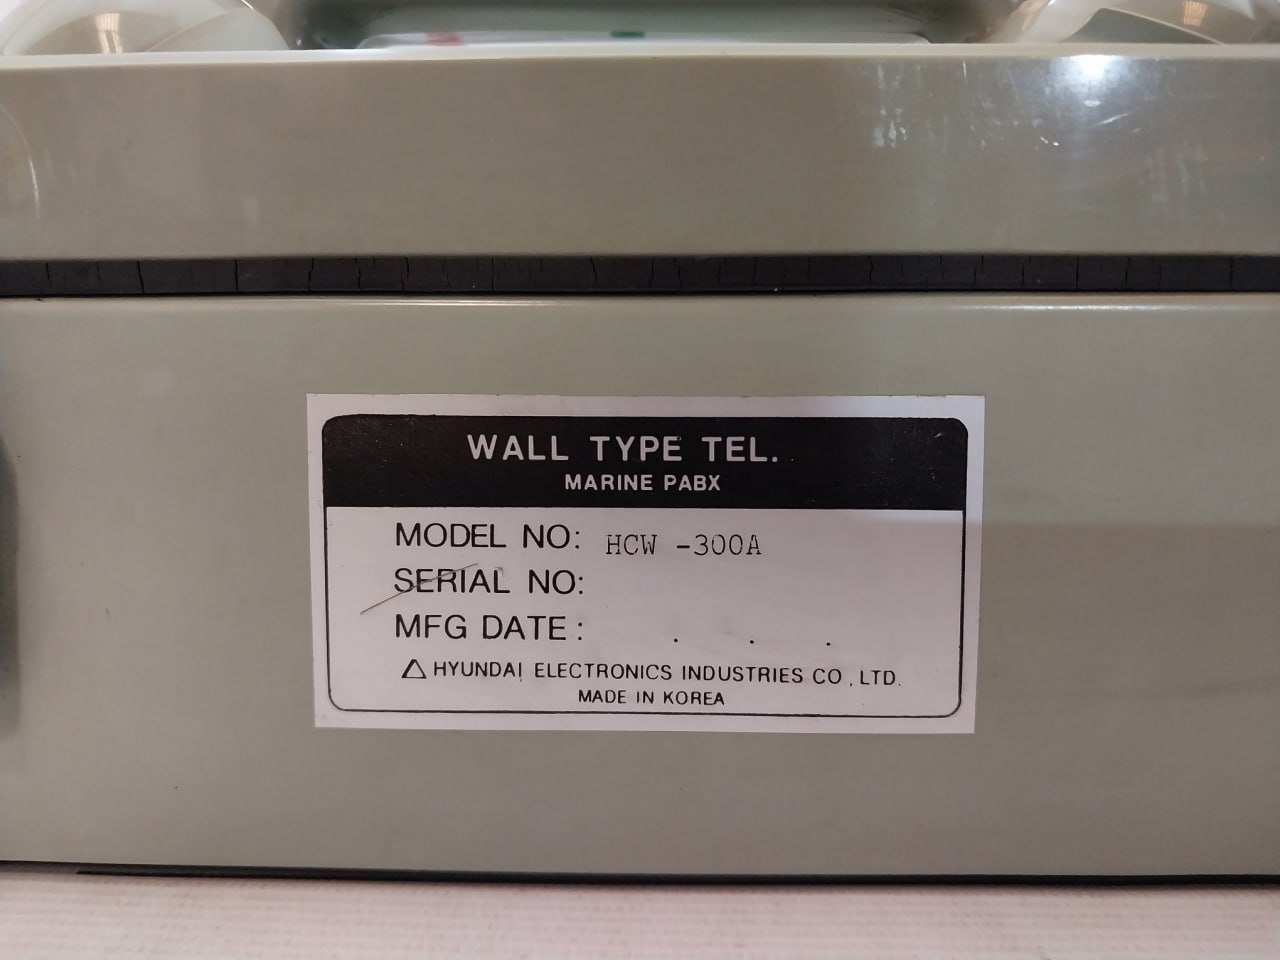 WALL TYPE TEL.
MARINE PABX
MODEL NO: HCW -300A
SERIAL NO:
MFG DATE: . . .
HYUNDAI ELECTRONICS INDUSTRIES CO., LTD.
MADE IN KOREA